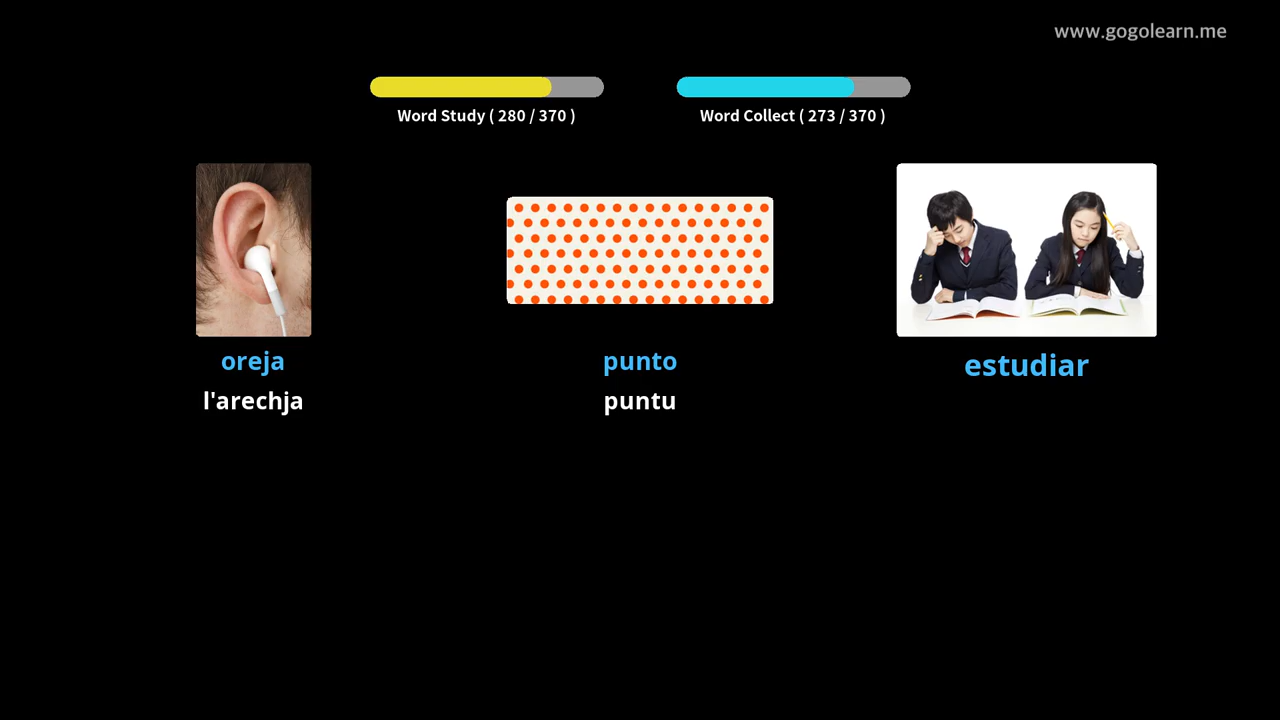 www.gogolearn.me
Word Study ( 280 / 370 )
Word Collect ( 273 / 370 )
oreja
l'arechja
punto
puntu
estudiar